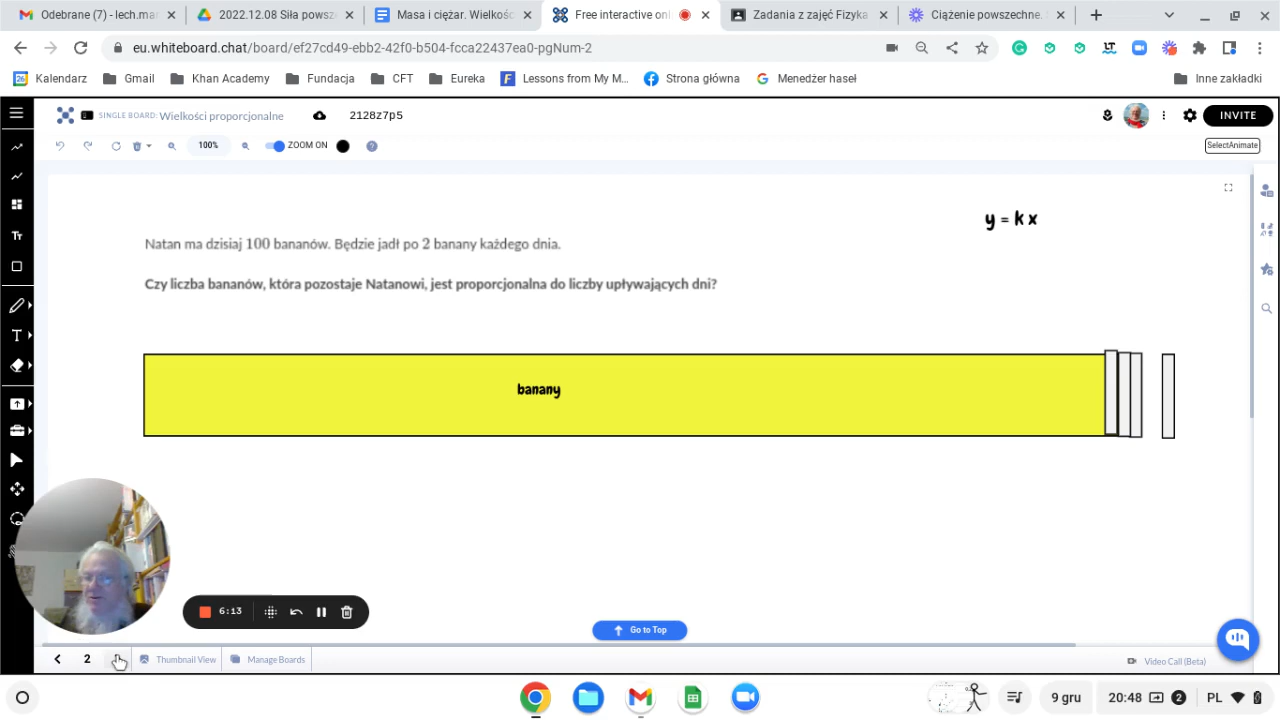 Odebrane (7) - lech.mar
2022.12.08 Siła powsz
Masa i ciężar. Wielkośc
Free interactive onl
Zadania z zajęć Fizyka
Ciążenie powszechne.
eu.whiteboard.chat/board/ef27cd49-ebb2-42f0-b504-fcca22437ea0-pgNum-2
Kalendarz
Gmail
Khan Academy
Fundacja
CFT
Eureka
Lessons from My M...
Strona główna
Menedżer haseł
Inne zakładki
SINGLE BOARD: Wielkości proporcjonalne
2128z7p5
INVITE
100%
ZOOM ON
SelectAnimate
y = k x
Natan ma dzisiaj 100 bananów. Będzie jadł po 2 banany każdego dnia.
Czy liczba bananów, która pozostaje Natanowi, jest proporcjonalna do liczby upływających dni?
banany
6:13
Go to Top
2
Thumbnail View
Manage Boards
Video Call (Beta)
9 gru
20:48
2
PL